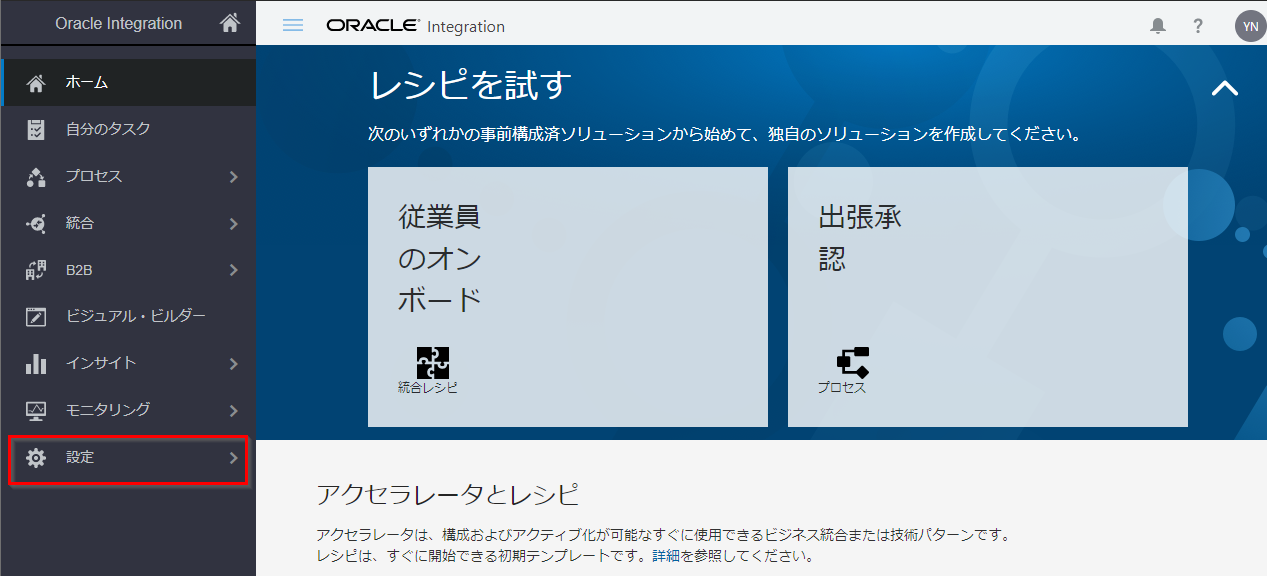 Oracle Integration
ホーム
自分のタスク
プロセス
統合
B2B
ビジュアル・ビルダー
インサイト
モニタリング
設定
ORACLE Integration
?
YN
レシピを試す
次のいずれかの事前構成済ソリューションから始めて、独自のソリューションを作成してください。
従業員
のオン
ボード
統合レシピ
出張承
認
プロセス
アクセラレータとレシピ
アクセラレータは、構成およびアクティブ化が可能なすぐに使用できるビジネス統合または技術パターンです。
レシピは、すぐに開始できる初期テンプレートです。詳細を参照してください。